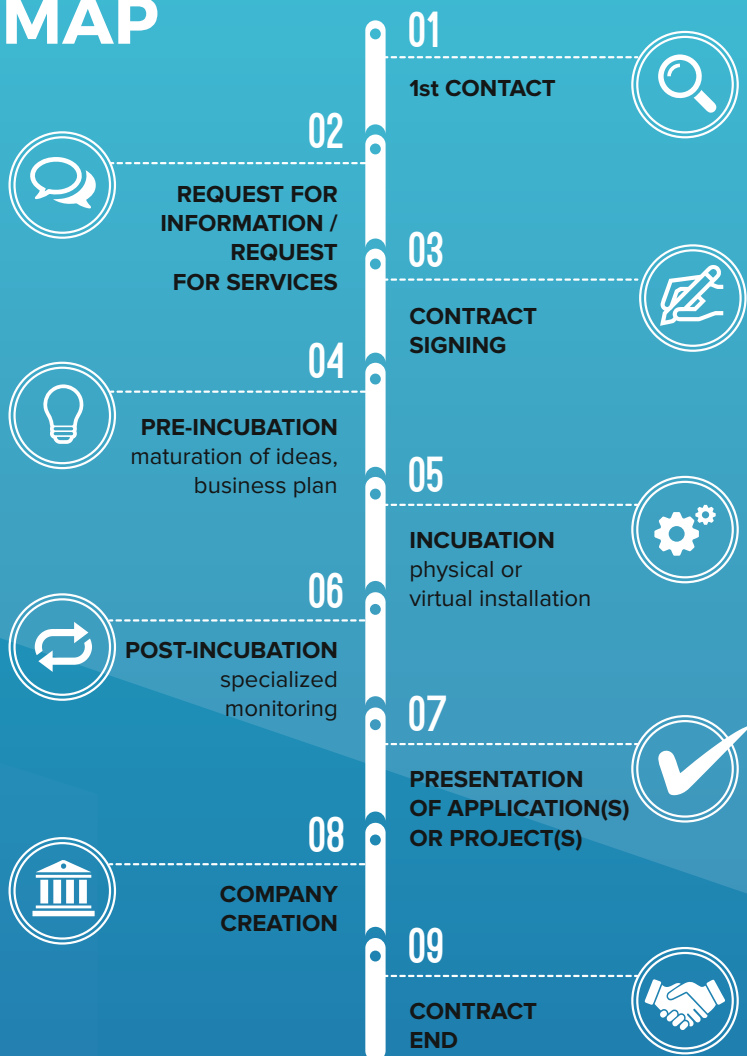 MAP
01
1st CONTACT
02
REQUEST FOR
INFORMATION /
REQUEST
FOR SERVICES
03
CONTRACT
SIGNING
04
PRE-INCUBATION
maturation of ideas,
business plan
05
INCUBATION
physical or
virtual installation
06
POST-INCUBATION
specialized
monitoring
07
PRESENTATION
OF APPLICATION(S)
OR PROJECT(S)
08
COMPANY
CREATION
09
CONTRACT
END